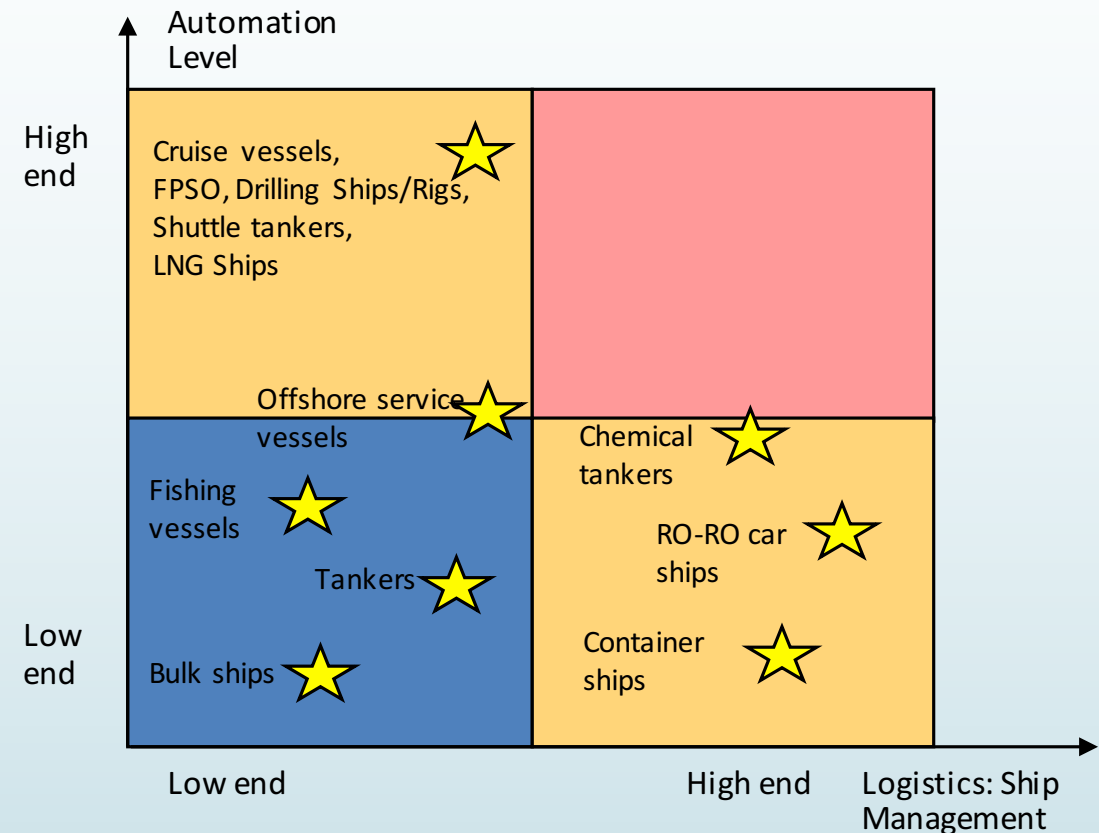 Automation
Level
High
end
Cruise vessels,
FPSO, Drilling Ships/Rigs,
Shuttle tankers,
LNG Ships
Offshore service
vessels
Chemical
tankers
Fishing
vessels
RO-RO car
ships
Tankers
Low
end
Container
ships
Bulk ships
Low end
High end
Logistics: Ship
Management